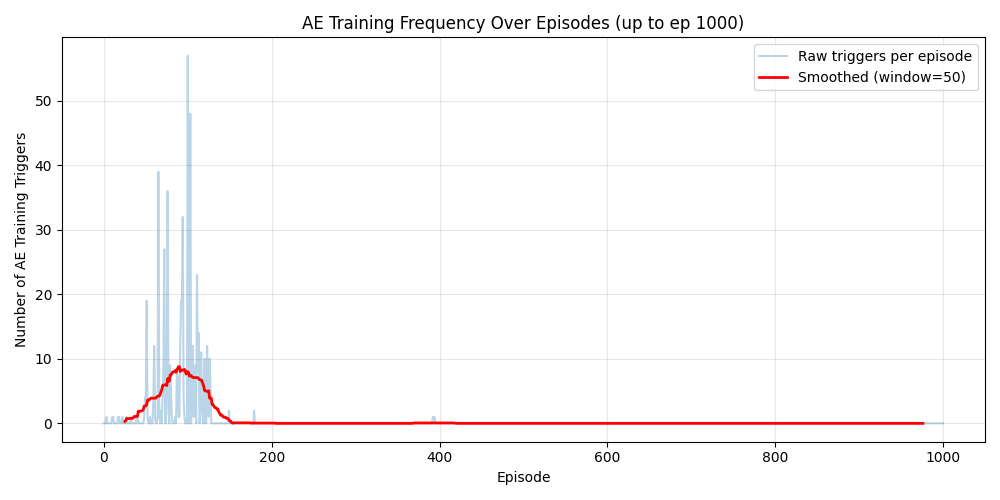 AE Training Frequency Over Episodes (up to ep 1000)
Raw triggers per episode
Smoothed (window=50)
Number of AE Training Triggers
50
40
30
20
10
0
0 200 400 600 800 1000
Episode